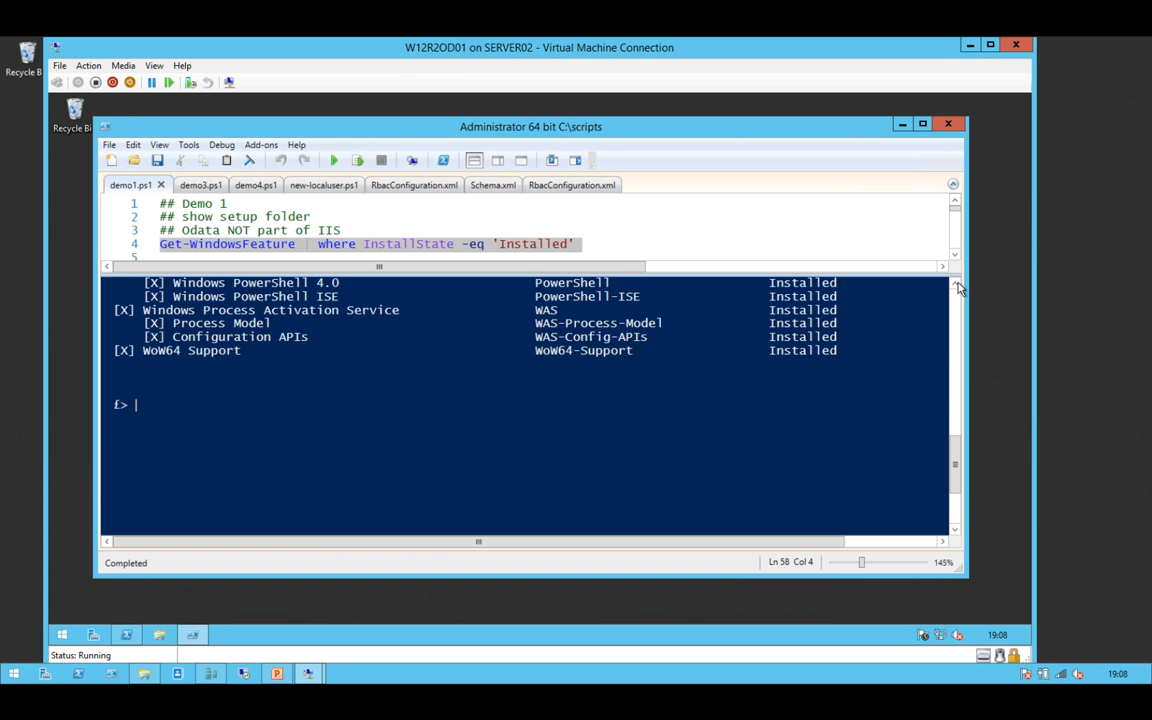 W12R2OD01 on SERVER02 - Virtual Machine Connection
File Action Media View Help
Recycle B
Recycle Bi
Administrator 64 bit C:\scripts
File Edit View Tools Debug Add-ons Help
demo1.ps1 demo3.ps1 demo4.ps1 new-localuser.ps1 RbacConfiguration.xml Schema.xml RbacConfiguration.xml
1 ## Demo 1
2 ## show setup folder
3 ## Odata NOT part of IIS
4 Get-WindowsFeature | where InstallState -eq 'Installed'
5
[X] Windows PowerShell 4.0 PowerShell Installed
[X] Windows PowerShell ISE PowerShell-ISE Installed
[X] Windows Process Activation Service WAS Installed
[X] Process Model WAS-Process-Model Installed
[X] Configuration APIs WAS-Config-APIs Installed
[X] WoW64 Support WoW64-Support Installed
£>
Completed Ln 58 Col 4 145%
19:08
Status: Running
19:08